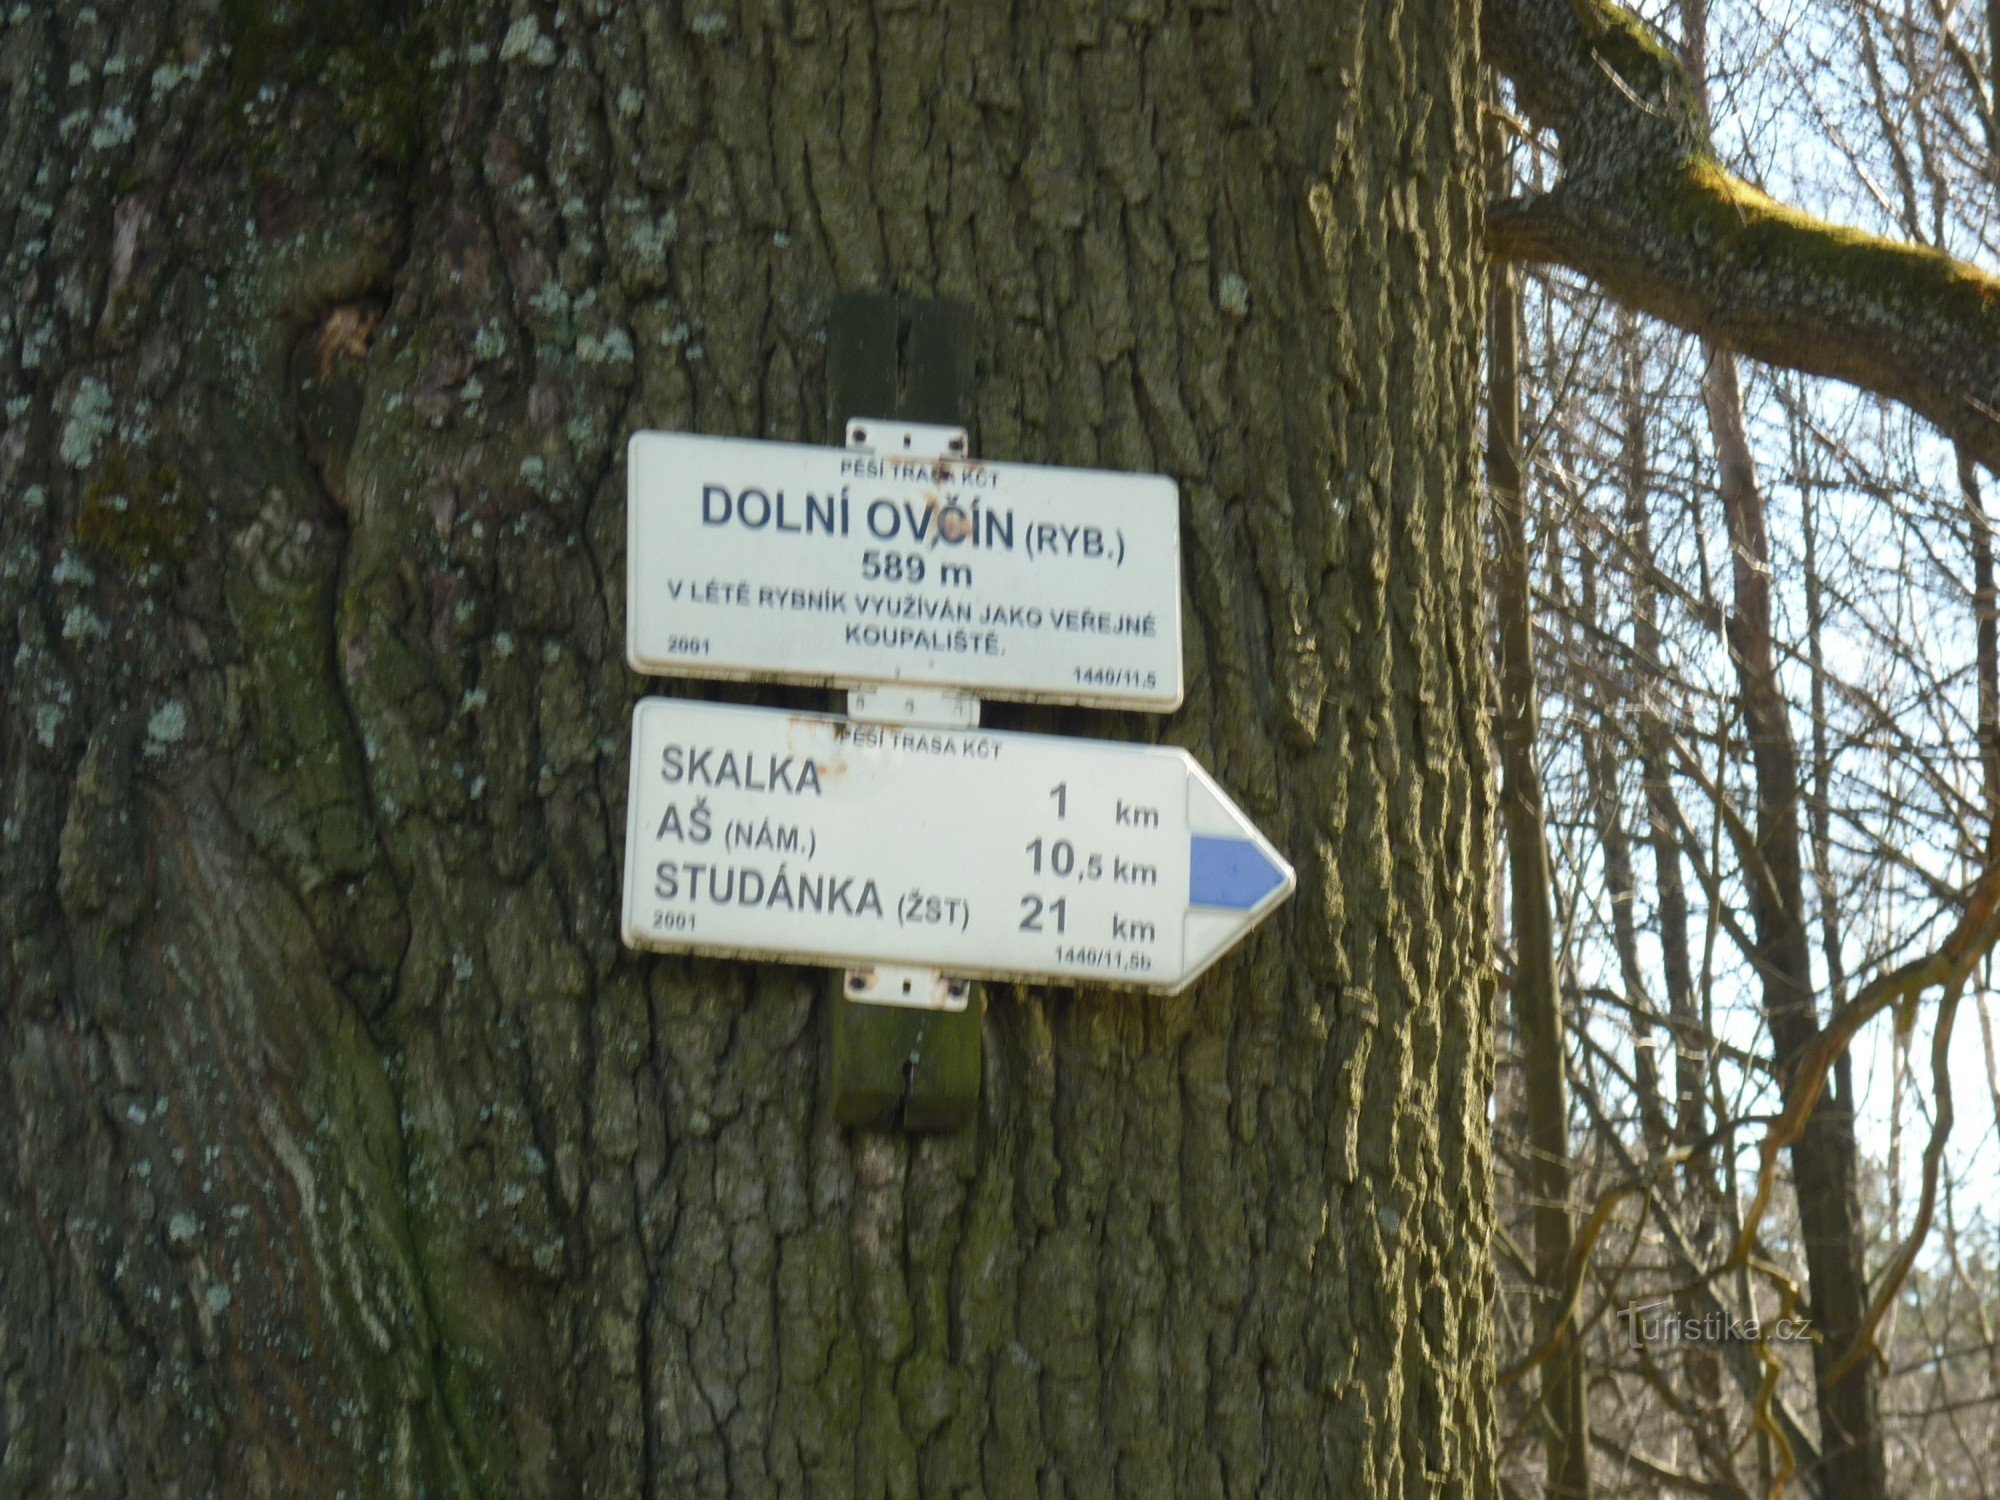 PĚŠÍ TRASA KČT
DOLNÍ OVČÍN (RYB.)
589 m
V LÉTĚ RYBNÍK VYUŽÍVÁN JAKO VEŘEJNÉ
KOUPALIŠTĚ.
2001 1440/11,5
PĚŠÍ TRASA KČT
SKALKA 1 km
AŠ (NÁM.) 10,5 km
STUDÁNKA (ŽST) 21 km
2001 1440/11,5b
Turistika.cz